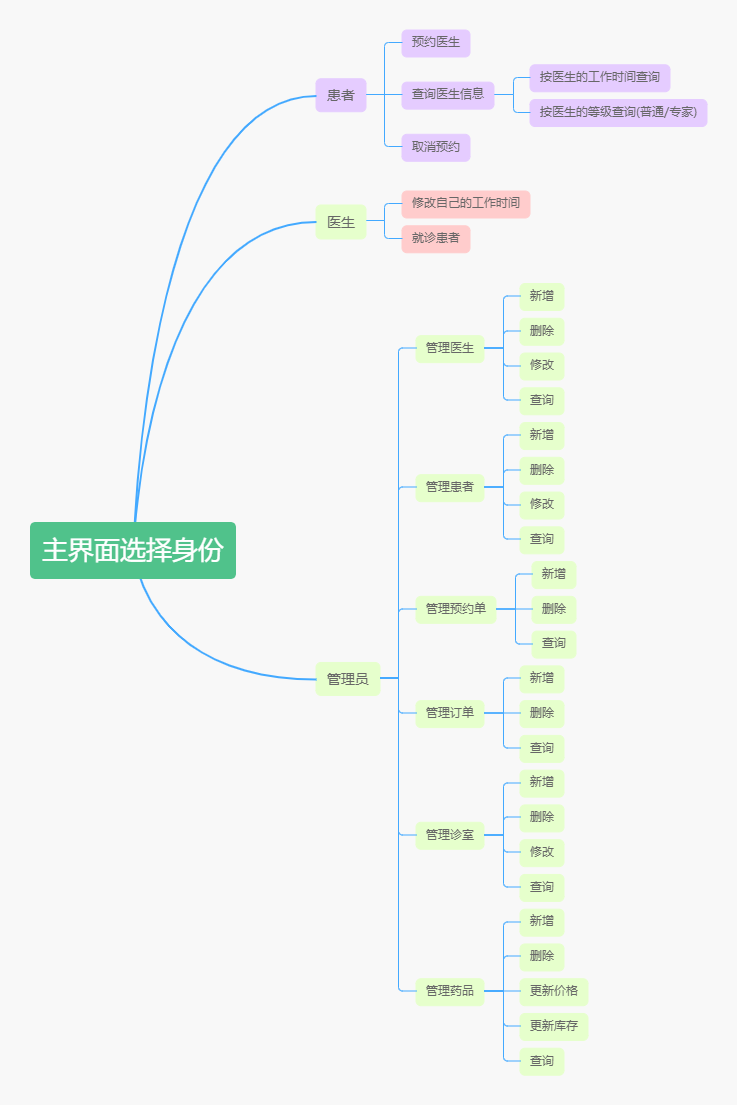 预约医生
按医生的工作时间查询
患者
查询医生信息
按医生的等级查询(普通/专家)
取消预约
修改自己的工作时间
医生
就诊患者
新增
删除
管理医生
修改
查询
新增
删除
管理患者
修改
查询
主界面选择身份
新增
管理预约单
删除
查询
管理员
新增
管理订单
删除
查询
新增
删除
管理诊室
修改
查询
新增
删除
管理药品
更新价格
更新库存
查询